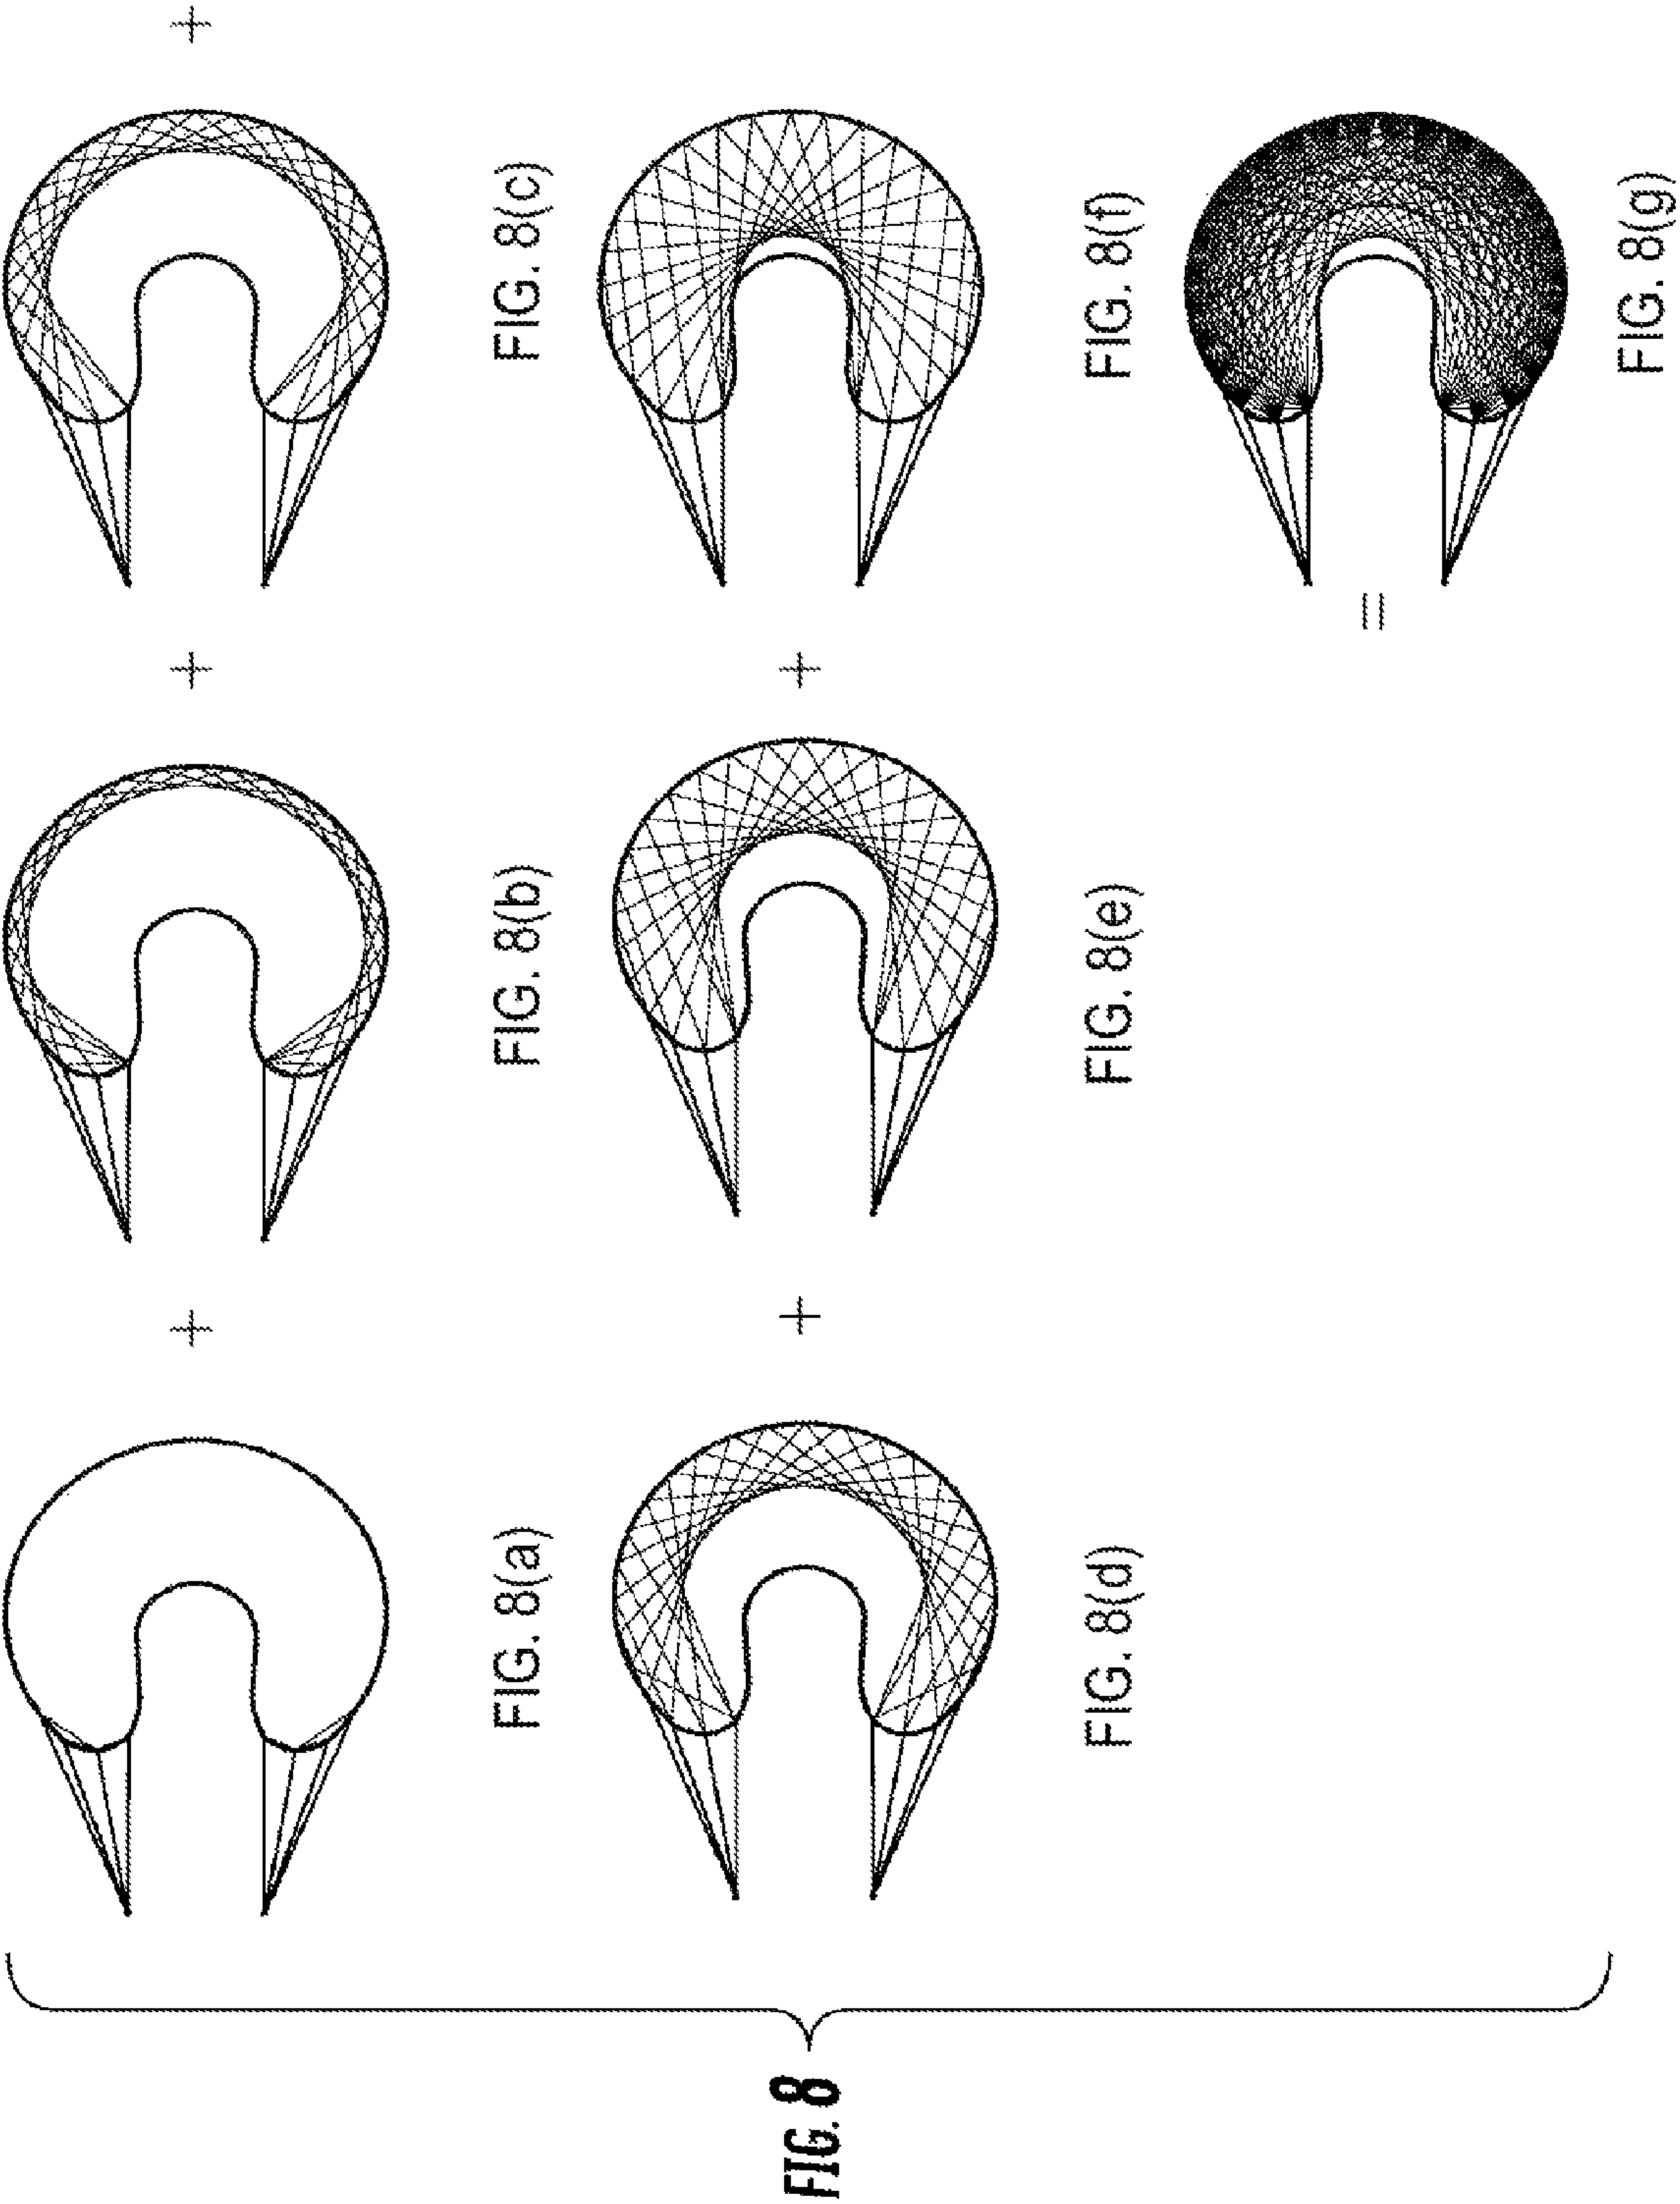 FIG. 8
+
+
+
FIG. 8(a)
FIG. 8(b)
FIG. 8(c)
+
+
FIG. 8(d)
FIG. 8(e)
FIG. 8(f)
=
FIG. 8(g)